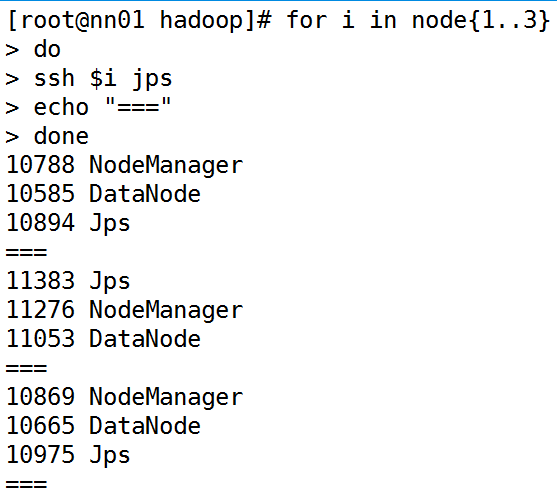 [root@nn01 hadoop]# for i in node{1..3}
> do
> ssh $i jps
> echo "==="
> done
10788 NodeManager
10585 DataNode
10894 Jps
===
11383 Jps
11276 NodeManager
11053 DataNode
===
10869 NodeManager
10665 DataNode
10975 Jps
===